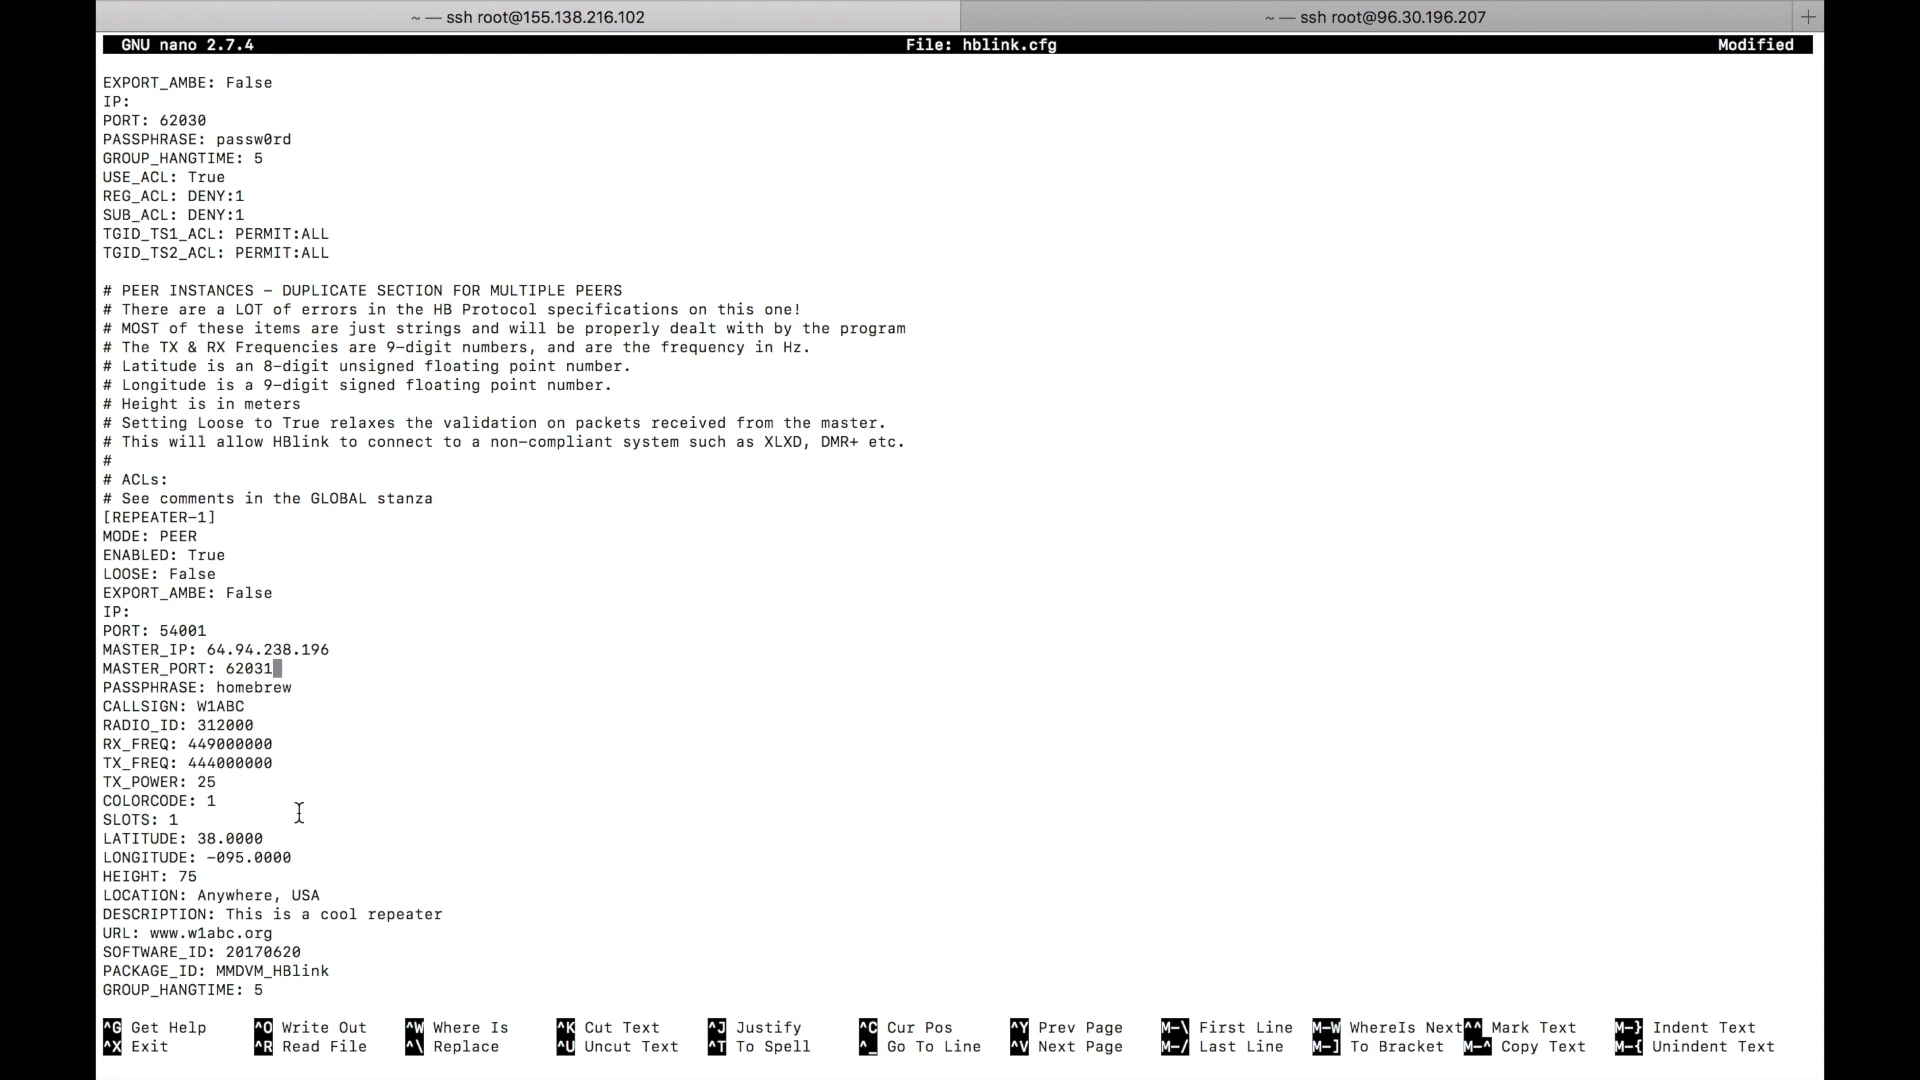 ~ — ssh root@155.138.216.102
~ — ssh root@96.30.196.207
+
GNU nano 2.7.4 File: hblink.cfg Modified
EXPORT_AMBE: False
IP:
PORT: 62030
PASSPHRASE: passw0rd
GROUP_HANGTIME: 5
USE_ACL: True
REG_ACL: DENY:1
SUB_ACL: DENY:1
TGID_TS1_ACL: PERMIT:ALL
TGID_TS2_ACL: PERMIT:ALL
# PEER INSTANCES - DUPLICATE SECTION FOR MULTIPLE PEERS
# There are a LOT of errors in the HB Protocol specifications on this one!
# MOST of these items are just strings and will be properly dealt with by the program
# The TX & RX Frequencies are 9-digit numbers, and are the frequency in Hz.
# Latitude is an 8-digit unsigned floating point number.
# Longitude is a 9-digit signed floating point number.
# Height is in meters
# Setting Loose to True relaxes the validation on packets received from the master.
# This will allow HBlink to connect to a non-compliant system such as XLXD, DMR+ etc.
#
# ACLs:
# See comments in the GLOBAL stanza
[REPEATER-1]
MODE: PEER
ENABLED: True
LOOSE: False
EXPORT_AMBE: False
IP:
PORT: 54001
MASTER_IP: 64.94.238.196
MASTER_PORT: 62031
PASSPHRASE: homebrew
CALLSIGN: W1ABC
RADIO_ID: 312000
RX_FREQ: 449000000
TX_FREQ: 444000000
TX_POWER: 25
COLORCODE: 1
SLOTS: 1
LATITUDE: 38.0000
LONGITUDE: -095.0000
HEIGHT: 75
LOCATION: Anywhere, USA
DESCRIPTION: This is a cool repeater
URL: www.w1abc.org
SOFTWARE_ID: 20170620
PACKAGE_ID: MMDVM_HBlink
GROUP_HANGTIME: 5
^G Get Help ^O Write Out ^W Where Is ^K Cut Text ^J Justify ^C Cur Pos ^Y Prev Page M-\ First Line M-W WhereIs Next ^^ Mark Text M-} Indent Text
^X Exit ^R Read File ^\ Replace ^U Uncut Text ^T To Spell ^_ Go To Line ^V Next Page M-/ Last Line M-] To Bracket M-^ Copy Text M-{ Unindent Text